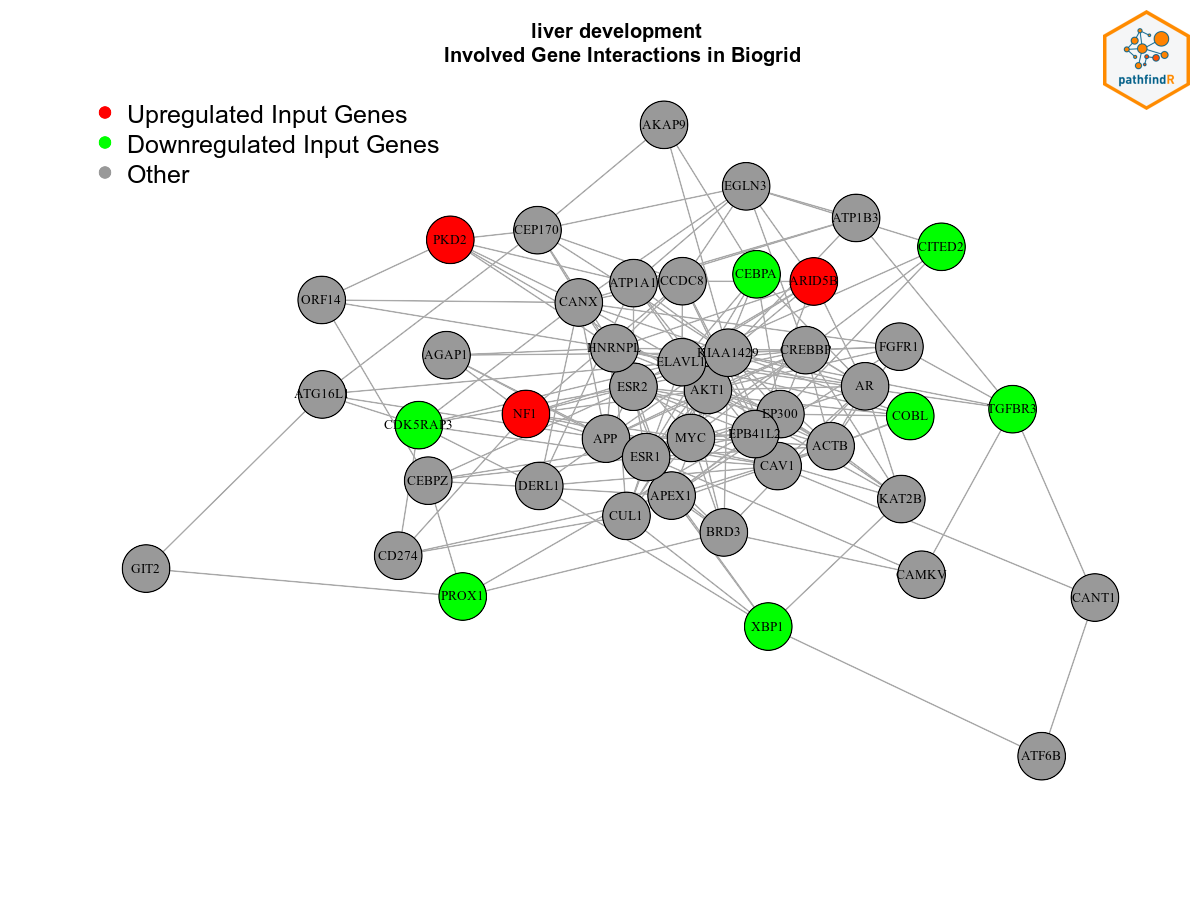 liver development
Involved Gene Interactions in Biogrid
pathfindR
Upregulated Input Genes
Downregulated Input Genes
Other
AKAP9
EGLN3
ATP1B3
CEP170
PKD2
CITED2
CEBPA
ARID5B
ATP1A1
CCDC8
ORF14
CANX
HNRNPL
ELAVL1
KIAA1429
CREBBP
FGFR1
AGAP1
ATG16L1
ESR2
AKT1
AR
NF1
EP300
COBL
TGFBR3
CDK5RAP3
APP
MYC
EPB41L2
ACTB
ESR1
CAV1
CEBPZ
DERL1
APEX1
KAT2B
CUL1
BRD3
CD274
GIT2
CAMKV
PROX1
CANT1
XBP1
ATF6B